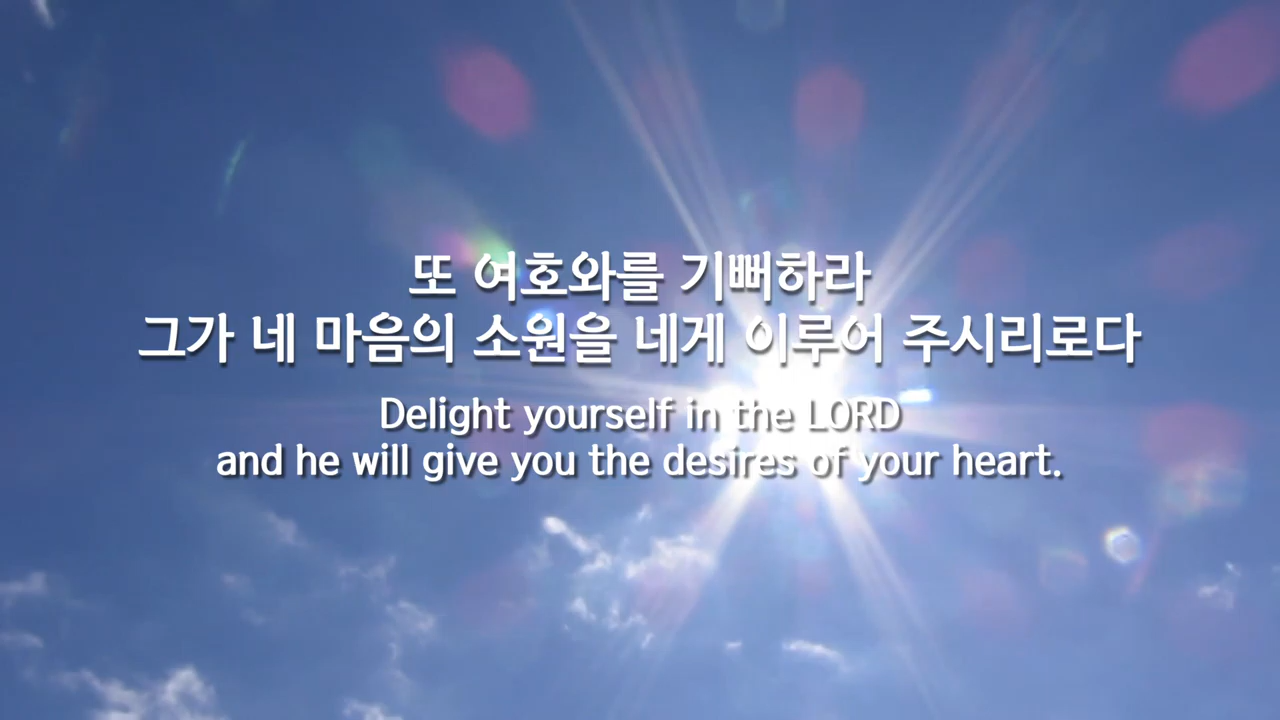 또 여호와를 기뻐하라
그가 네 마음의 소원을 네게 이루어 주시리로다
Delight yourself in the LORD
and he will give you the desires of your heart.